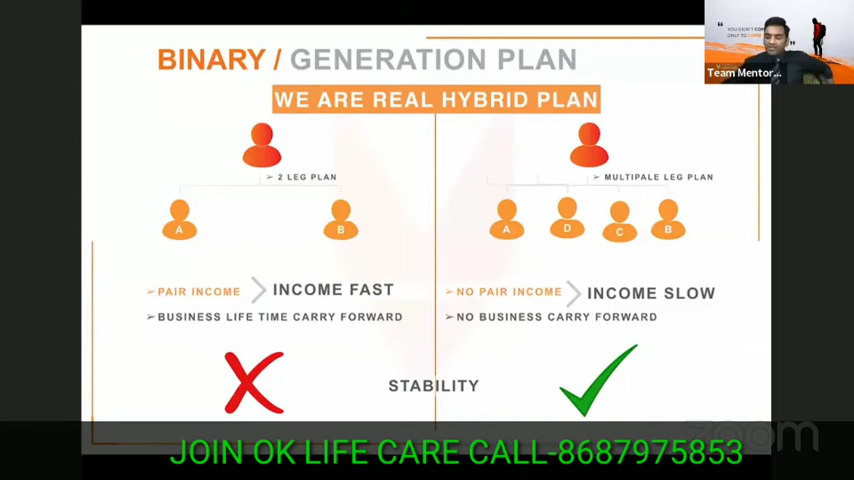 BINARY / GENERATION PLAN
WE ARE REAL HYBRID PLAN
➢ 2 LEG PLAN
A
B
➢ PAIR INCOME
INCOME FAST
➢ BUSINESS LIFE TIME CARRY FORWARD
➢ MULTIPALE LEG PLAN
A
D
C
B
➢ NO PAIR INCOME
INCOME SLOW
➢ NO BUSINESS CARRY FORWARD
STABILITY
Team Mentor...
zoom
JOIN OK LIFE CARE CALL-8687975853